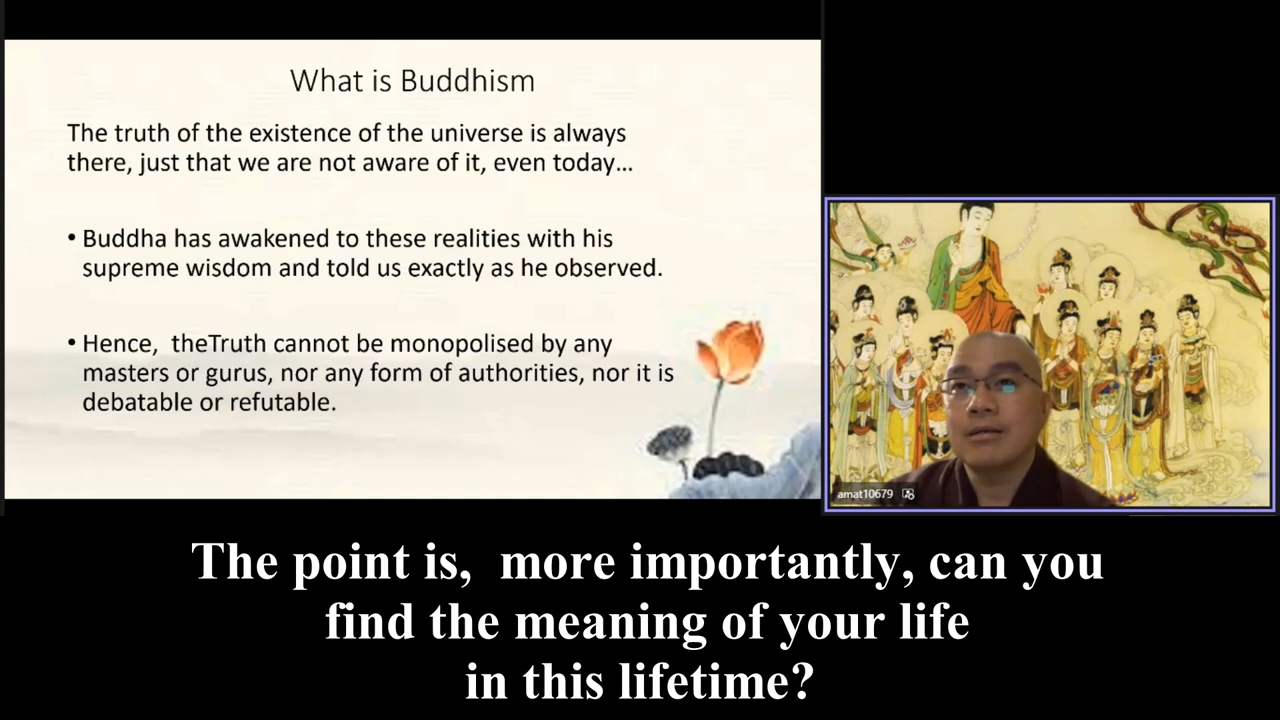 What is Buddhism
The truth of the existence of the universe is always
there, just that we are not aware of it, even today...
• Buddha has awakened to these realities with his
supreme wisdom and told us exactly as he observed.
• Hence,  theTruth cannot be monopolised by any
masters or gurus, nor any form of authorities, nor it is
debatable or refutable.
amat10679
The point is,  more importantly, can you
find the meaning of your life
in this lifetime?